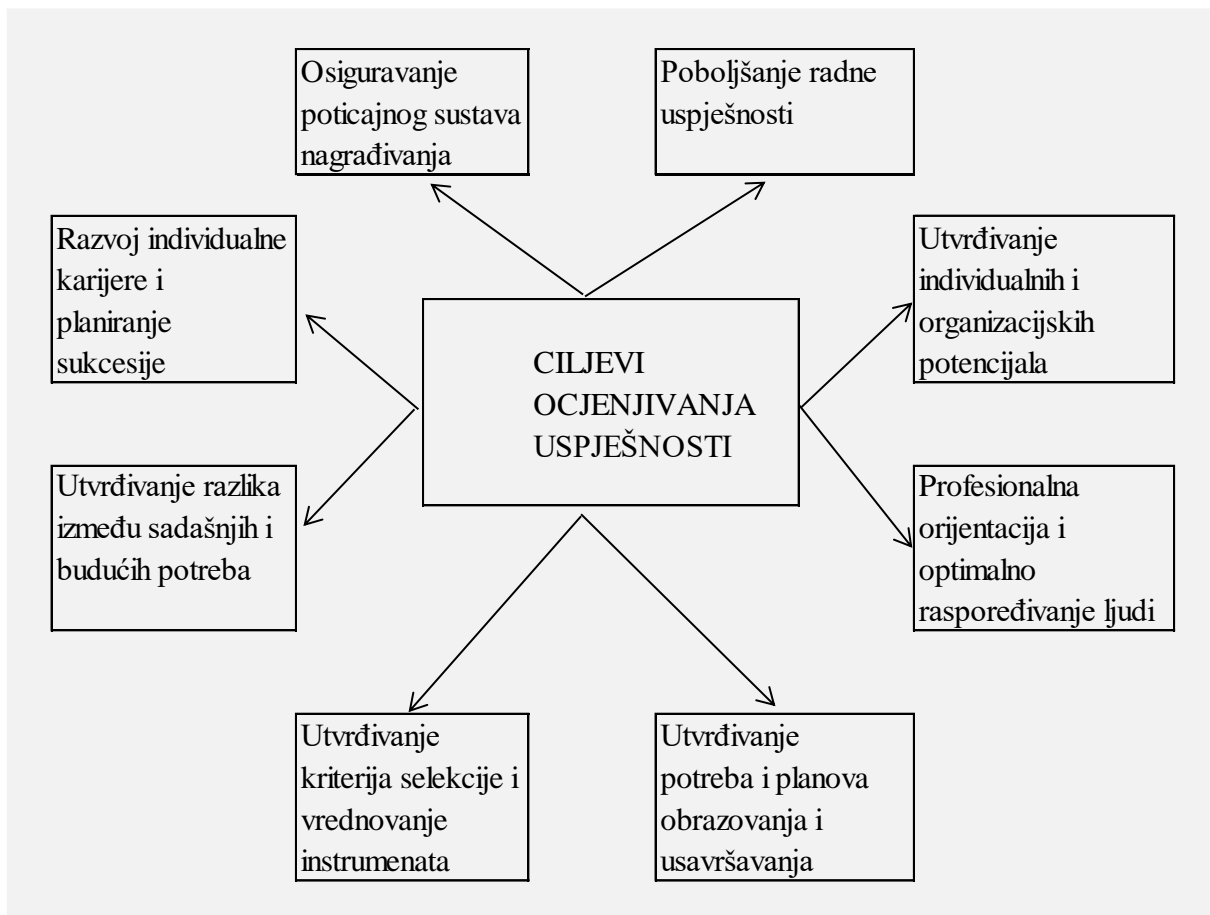 Osiguravanje
poticajnog sustava
nagrađivanja
Poboljšanje radne
uspješnosti
Razvoj individualne
karijere i
planiranje
sukcesije
Utvrđivanje
individualnih i
organizacijskih
potencijala
CILJEVI
OCJENJIVANJA
USPJEŠNOSTI
Utvrđivanje razlika
između sadašnjih i
budućih potreba
Profesionalna
orijentacija i
optimalno
raspoređivanje ljudi
Utvrđivanje
kriterija selekcije i
vrednovanje
instrumenata
Utvrđivanje
potreba i planova
obrazovanja i
usavršavanja